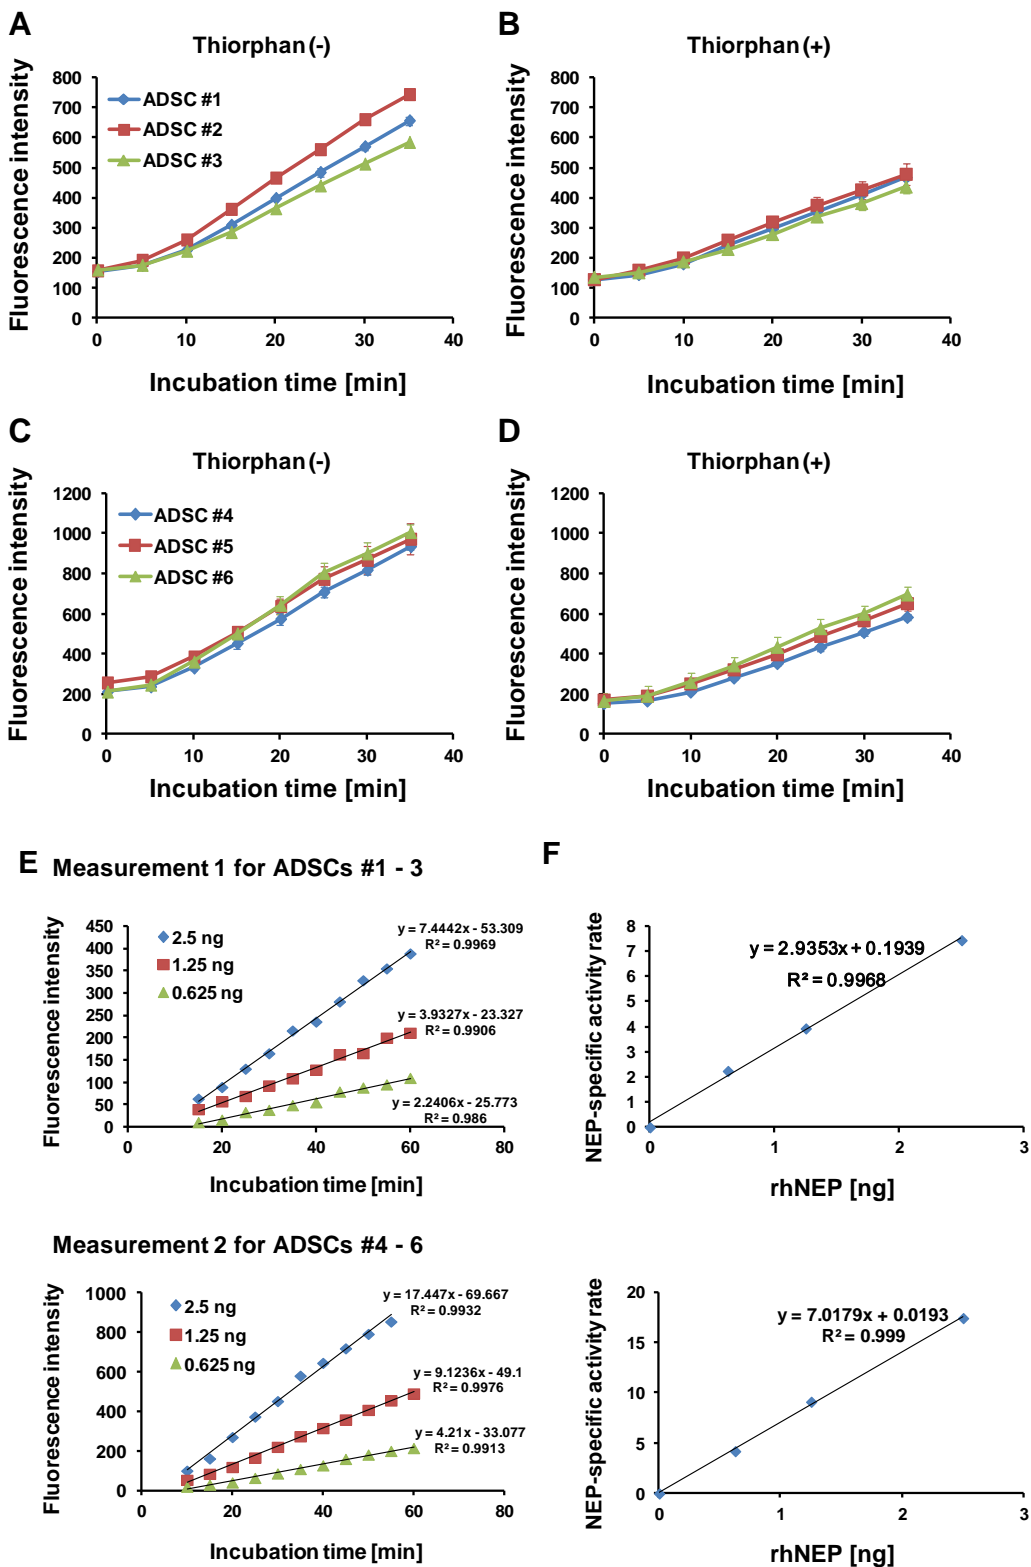 A
Thiorphan (-)
Fluorescence intensity
800
700
600
500
400
300
200
100
0
ADSC #1
ADSC #2
ADSC #3
0
10
20
30
40
Incubation time [min]
B
Thiorphan (+)
Fluorescence intensity
800
700
600
500
400
300
200
100
0
0
10
20
30
40
Incubation time [min]
C
Thiorphan (-)
Fluorescence intensity
1200
1000
800
600
400
200
0
ADSC #4
ADSC #5
ADSC #6
0
10
20
30
40
Incubation time [min]
D
Thiorphan (+)
Fluorescence intensity
1200
1000
800
600
400
200
0
0
10
20
30
40
Incubation time [min]
E
Measurement 1 for ADSCs #1 - 3
Fluorescence intensity
450
400
350
300
250
200
150
100
50
0
2.5 ng
1.25 ng
0.625 ng
y = 7.4442x - 53.309
R² = 0.9969
y = 3.9327x - 23.327
R² = 0.9906
y = 2.2406x - 25.773
R² = 0.986
0
20
40
60
80
Incubation time [min]
F
NEP-specific activity rate
8
7
6
5
4
3
2
1
0
y = 2.9353x + 0.1939
R² = 0.9968
0
1
2
3
rhNEP [ng]
Measurement 2 for ADSCs #4 - 6
Fluorescence intensity
1000
800
600
400
200
0
2.5 ng
1.25 ng
0.625 ng
y = 17.447x - 69.667
R² = 0.9932
y = 9.1236x - 49.1
R² = 0.9976
y = 4.21x - 33.077
R² = 0.9913
0
20
40
60
80
Incubation time [min]
NEP-specific activity rate
20
15
10
5
0
y = 7.0179x + 0.0193
R² = 0.999
0
1
2
3
rhNEP [ng]